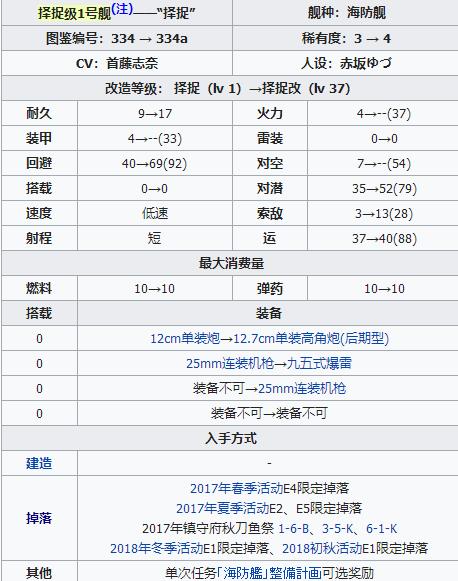 择捉级1号舰(注)——“择捉” 舰种：海防舰
图鉴编号：334 → 334a 稀有度：3 → 4
CV：首藤志奈 人设：赤坂ゆづ
改造等级： 择捉（lv 1）→择捉改（lv 37）
耐久 9→17 火力 4→--(37)
装甲 4→--(33) 雷装 0→0
回避 40→69(92) 对空 7→--(54)
搭载 0→0 对潜 35→52(79)
速度 低速 索敌 3→13(28)
射程 短 运 37→40(88)
最大消费量
燃料 10→10 弹药 10→10
搭载 装备
0 12cm单装炮→12.7cm单装高角炮(后期型)
0 25mm连装机枪→九五式爆雷
0 装备不可→25mm连装机枪
0 装备不可→装备不可
入手方式
建造 -
掉落 2017年春季活动E4限定掉落
2017年夏季活动E2、E5限定掉落
2017年镇守府秋刀鱼祭 1-6-B、3-5-K、6-1-K
2018年冬季活动E1限定掉落、2018初秋活动E1限定掉落
其他 单次任务「海防艦」整備計画可选奖励